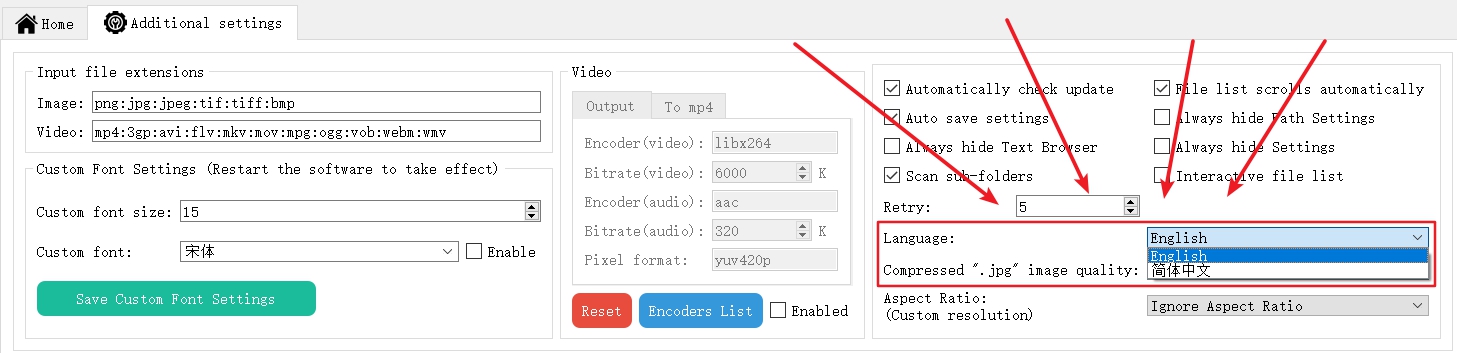 Home
Additional settings
Input file extensions
Image: png:jpg:jpeg:tif:tiff:bmp
Video: mp4:3gp:avi:flv:mkv:mov:mpg:ogg:vob:webm:wmv
Custom Font Settings (Restart the software to take effect)
Custom font size: 15
Custom font: 宋体 Enable
Save Custom Font Settings
Video
Output To mp4
Encoder(video): libx264
Bitrate(video): 6000 K
Encoder(audio): aac
Bitrate(audio): 320 K
Pixel format: yuv420p
Reset Encoders List Enabled
Automatically check update File list scrolls automatically
Auto save settings Always hide Path Settings
Always hide Text Browser Always hide Settings
Scan sub-folders Interactive file list
Retry: 5
Language: English
English
Compressed ".jpg" image quality: 简体中文
Aspect Ratio: Ignore Aspect Ratio
(Custom resolution)